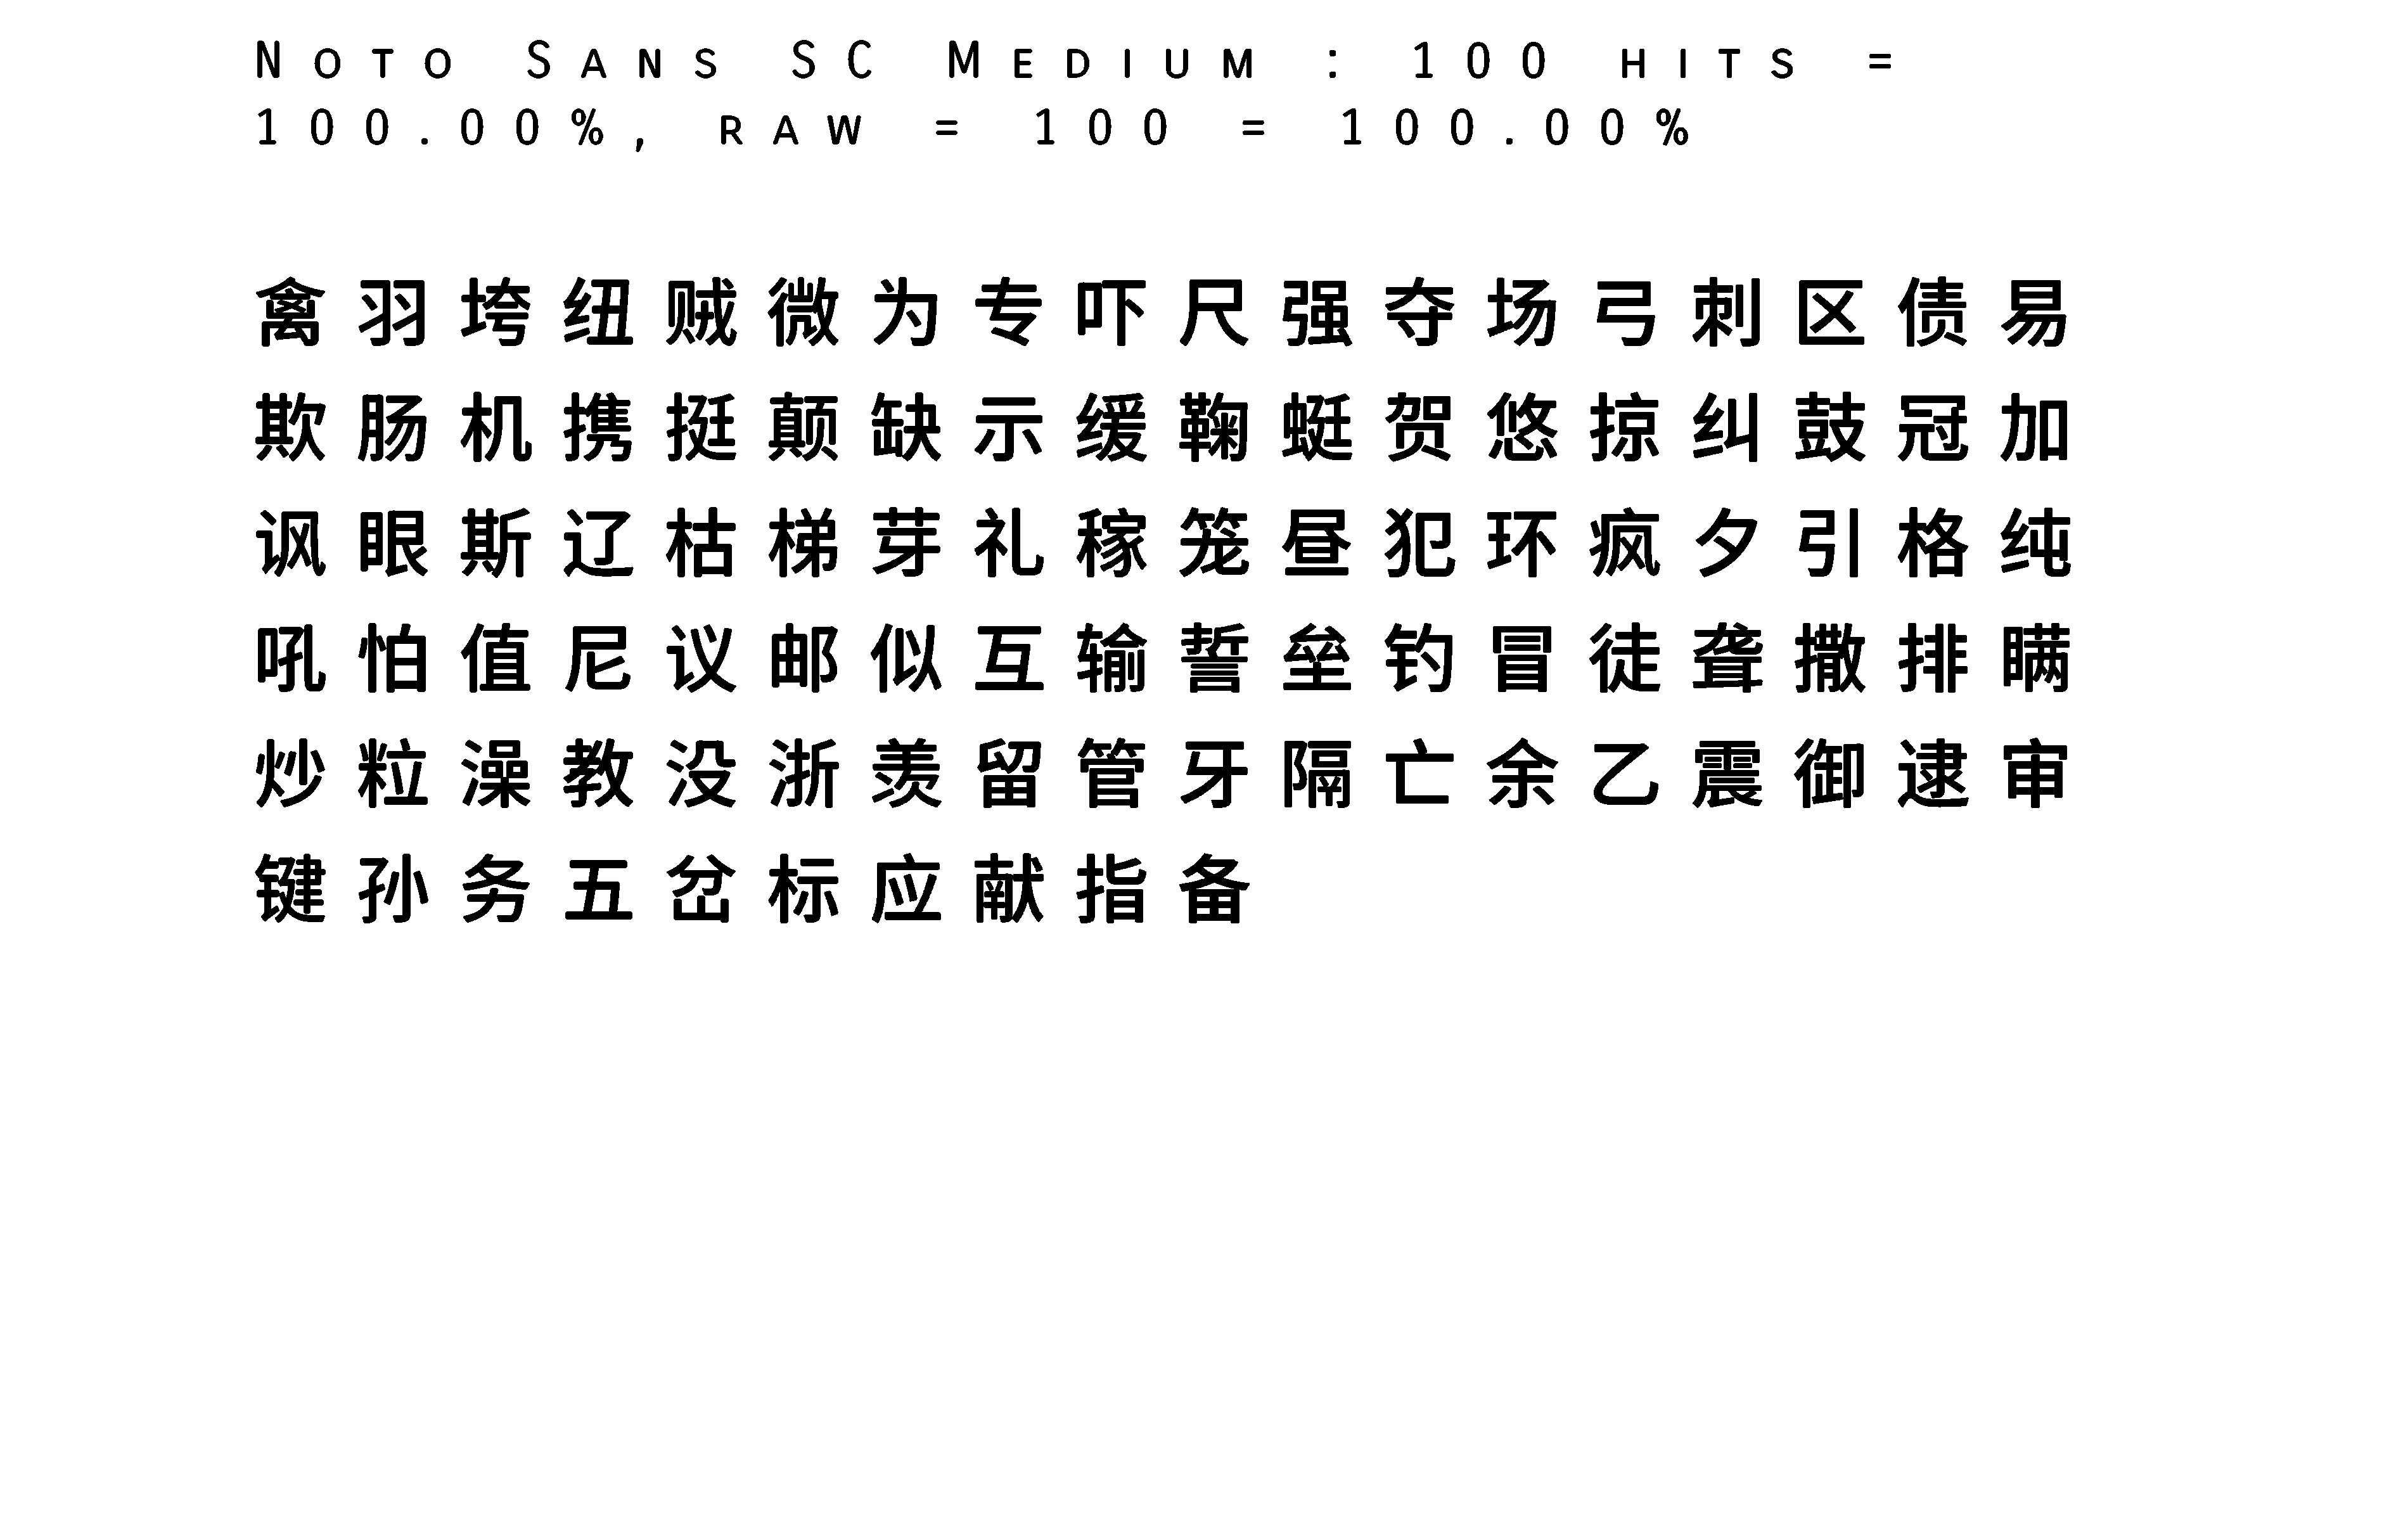 Noto Sans SC Medium : 100 hits =
100.00%, raw = 100 = 100.00%
禽羽垮纽贼微为专吓尺强夺场弓刺区债易
欺肠机携挺颠缺示缓鞠蜓贺悠掠纠鼓冠加
讽眼斯辽枯梯芽礼稼笼昼犯环疯夕引格纯
吼怕值尼议邮似互输誓垒钓冒徒聋撒排瞒
炒粒澡教没浙羡留管牙隔亡余乙震御逮审
键孙务五岔标应献指备